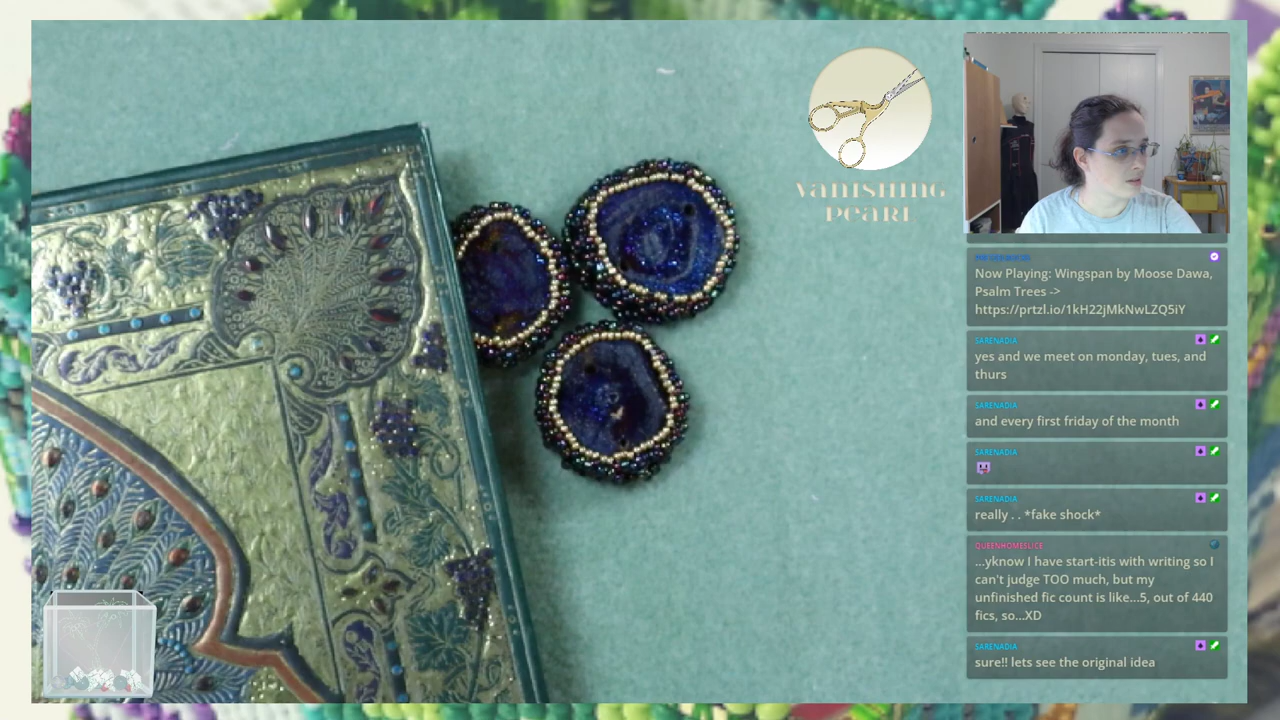 VANISHING
PEARL
Now Playing: Wingspan by Moose Dawa,
Psalm Trees ->
https://prtzl.io/1kH22jMkNwLZQ5iY
SARENADIA
yes and we meet on monday, tues, and
thurs
SARENADIA
and every first friday of the month
SARENADIA
SARENADIA
really . . *fake shock*
QUEENHOMESLICE
...yknow I have start-itis with writing so I
can't judge TOO much, but my
unfinished fic count is like...5, out of 440
fics, so...XD
SARENADIA
sure!! lets see the original idea